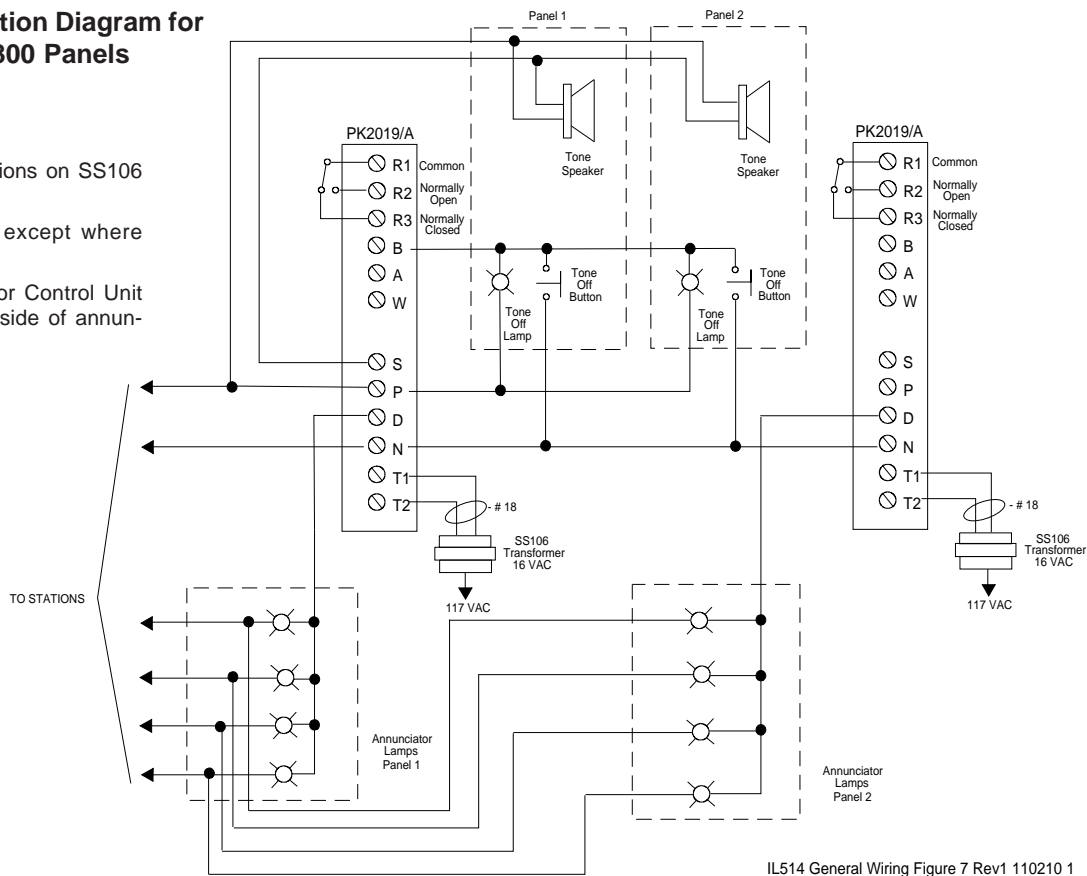 tion Diagram for
800 Panels
ions on SS106
except where
or Control Unit
side of annun-
Panel 1
Panel 2
Tone
Speaker
Tone
Speaker
PK2019/A
R1 Common
R2 Normally
Open
R3 Normally
Closed
B
A
W
S
P
D
N
T1
T2
Tone
Off
Lamp
Tone
Off
Button
Tone
Off
Lamp
Tone
Off
Button
PK2019/A
R1 Common
R2 Normally
Open
R3 Normally
Closed
B
A
W
S
P
D
N
T1
T2
- # 18
SS106
Transformer
16 VAC
117 VAC
- # 18
SS106
Transformer
16 VAC
117 VAC
TO STATIONS
Annunciator
Lamps
Panel 1
Annunciator
Lamps
Panel 2
IL514 General Wiring Figure 7 Rev1 110210 1